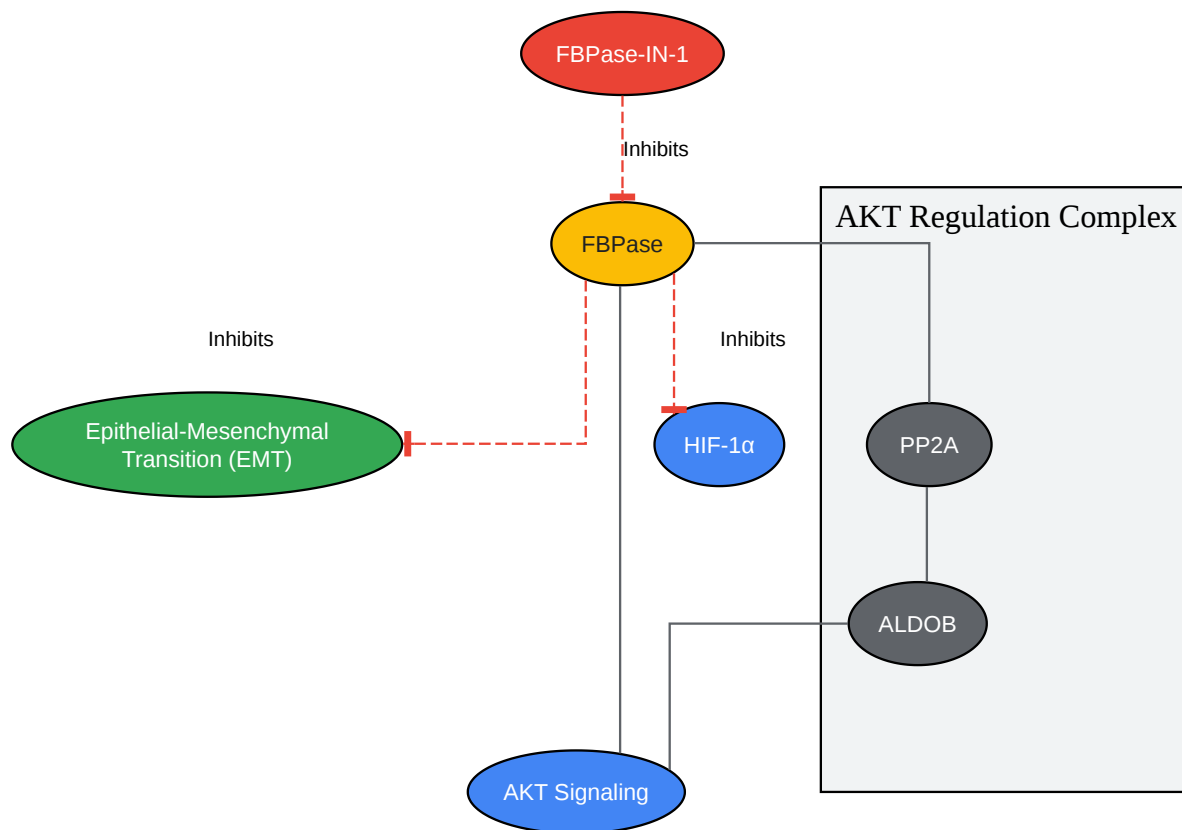 FBPase-IN-1
Inhibits
AKT Regulation Complex
FBPase
Inhibits
Inhibits
Epithelial-Mesenchymal
Transition (EMT)
HIF-1α
PP2A
ALDOB
AKT Signaling